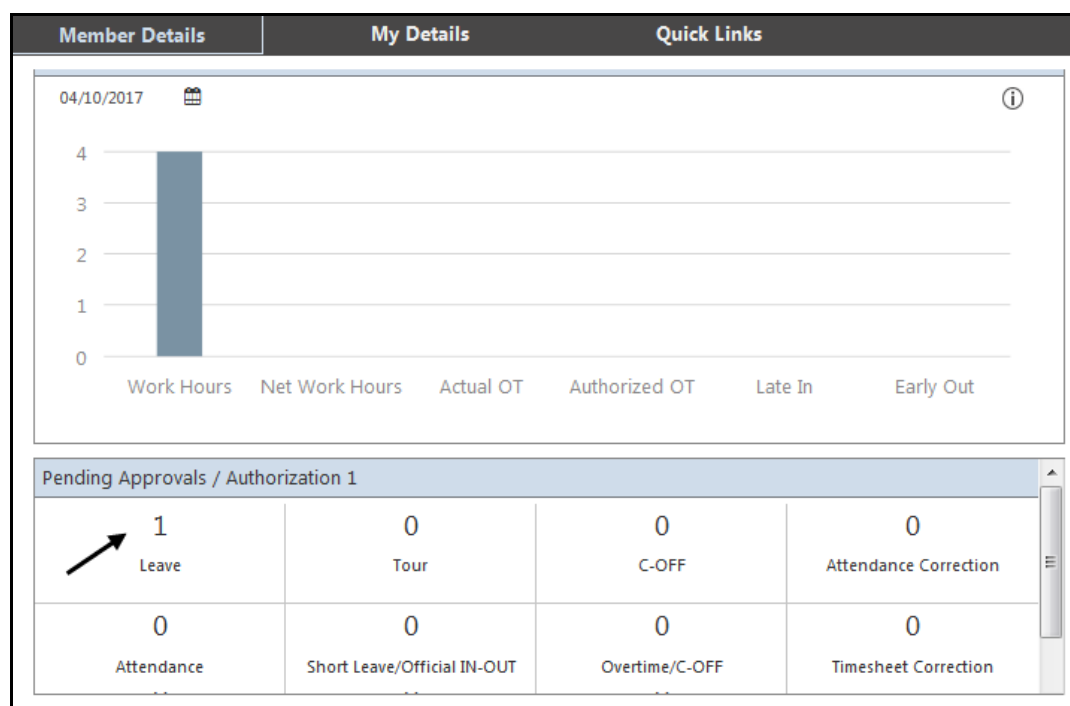 Member Details My Details Quick Links
04/10/2017
4
3
2
1
0
Work Hours Net Work Hours Actual OT Authorized OT Late In Early Out
Pending Approvals / Authorization 1
1 0 0 0
Leave Tour C-OFF Attendance Correction
0 0 0 0
Attendance Short Leave/Official IN-OUT Overtime/C-OFF Timesheet Correction